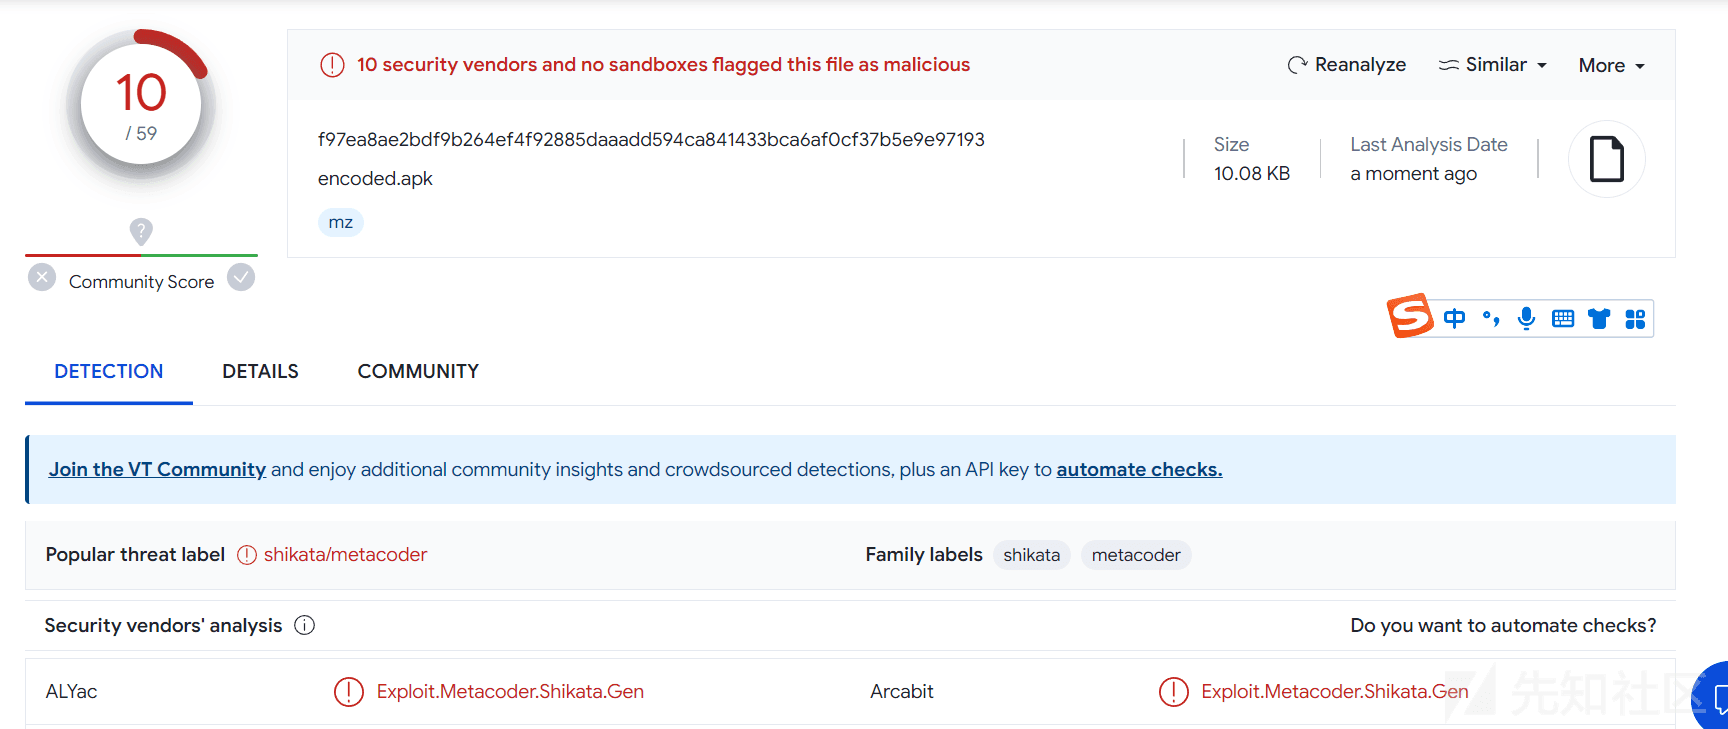 10
/ 59
Community Score
10 security vendors and no sandboxes flagged this file as malicious
Reanalyze
Similar
More
f97ea8ae2bdf9b264ef4f92885daaadd594ca841433bca6af0cf37b5e9e97193
encoded.apk
mz
Size
10.08 KB
Last Analysis Date
a moment ago
中
DETECTION DETAILS COMMUNITY
Join the VT Community and enjoy additional community insights and crowdsourced detections, plus an API key to automate checks.
Popular threat label shikata/metacoder
Family labels shikata metacoder
Security vendors' analysis
Do you want to automate checks?
ALYac Exploit.Metacoder.Shikata.Gen
Arcabit Exploit.Metacoder.Shikata.Gen
先知社区